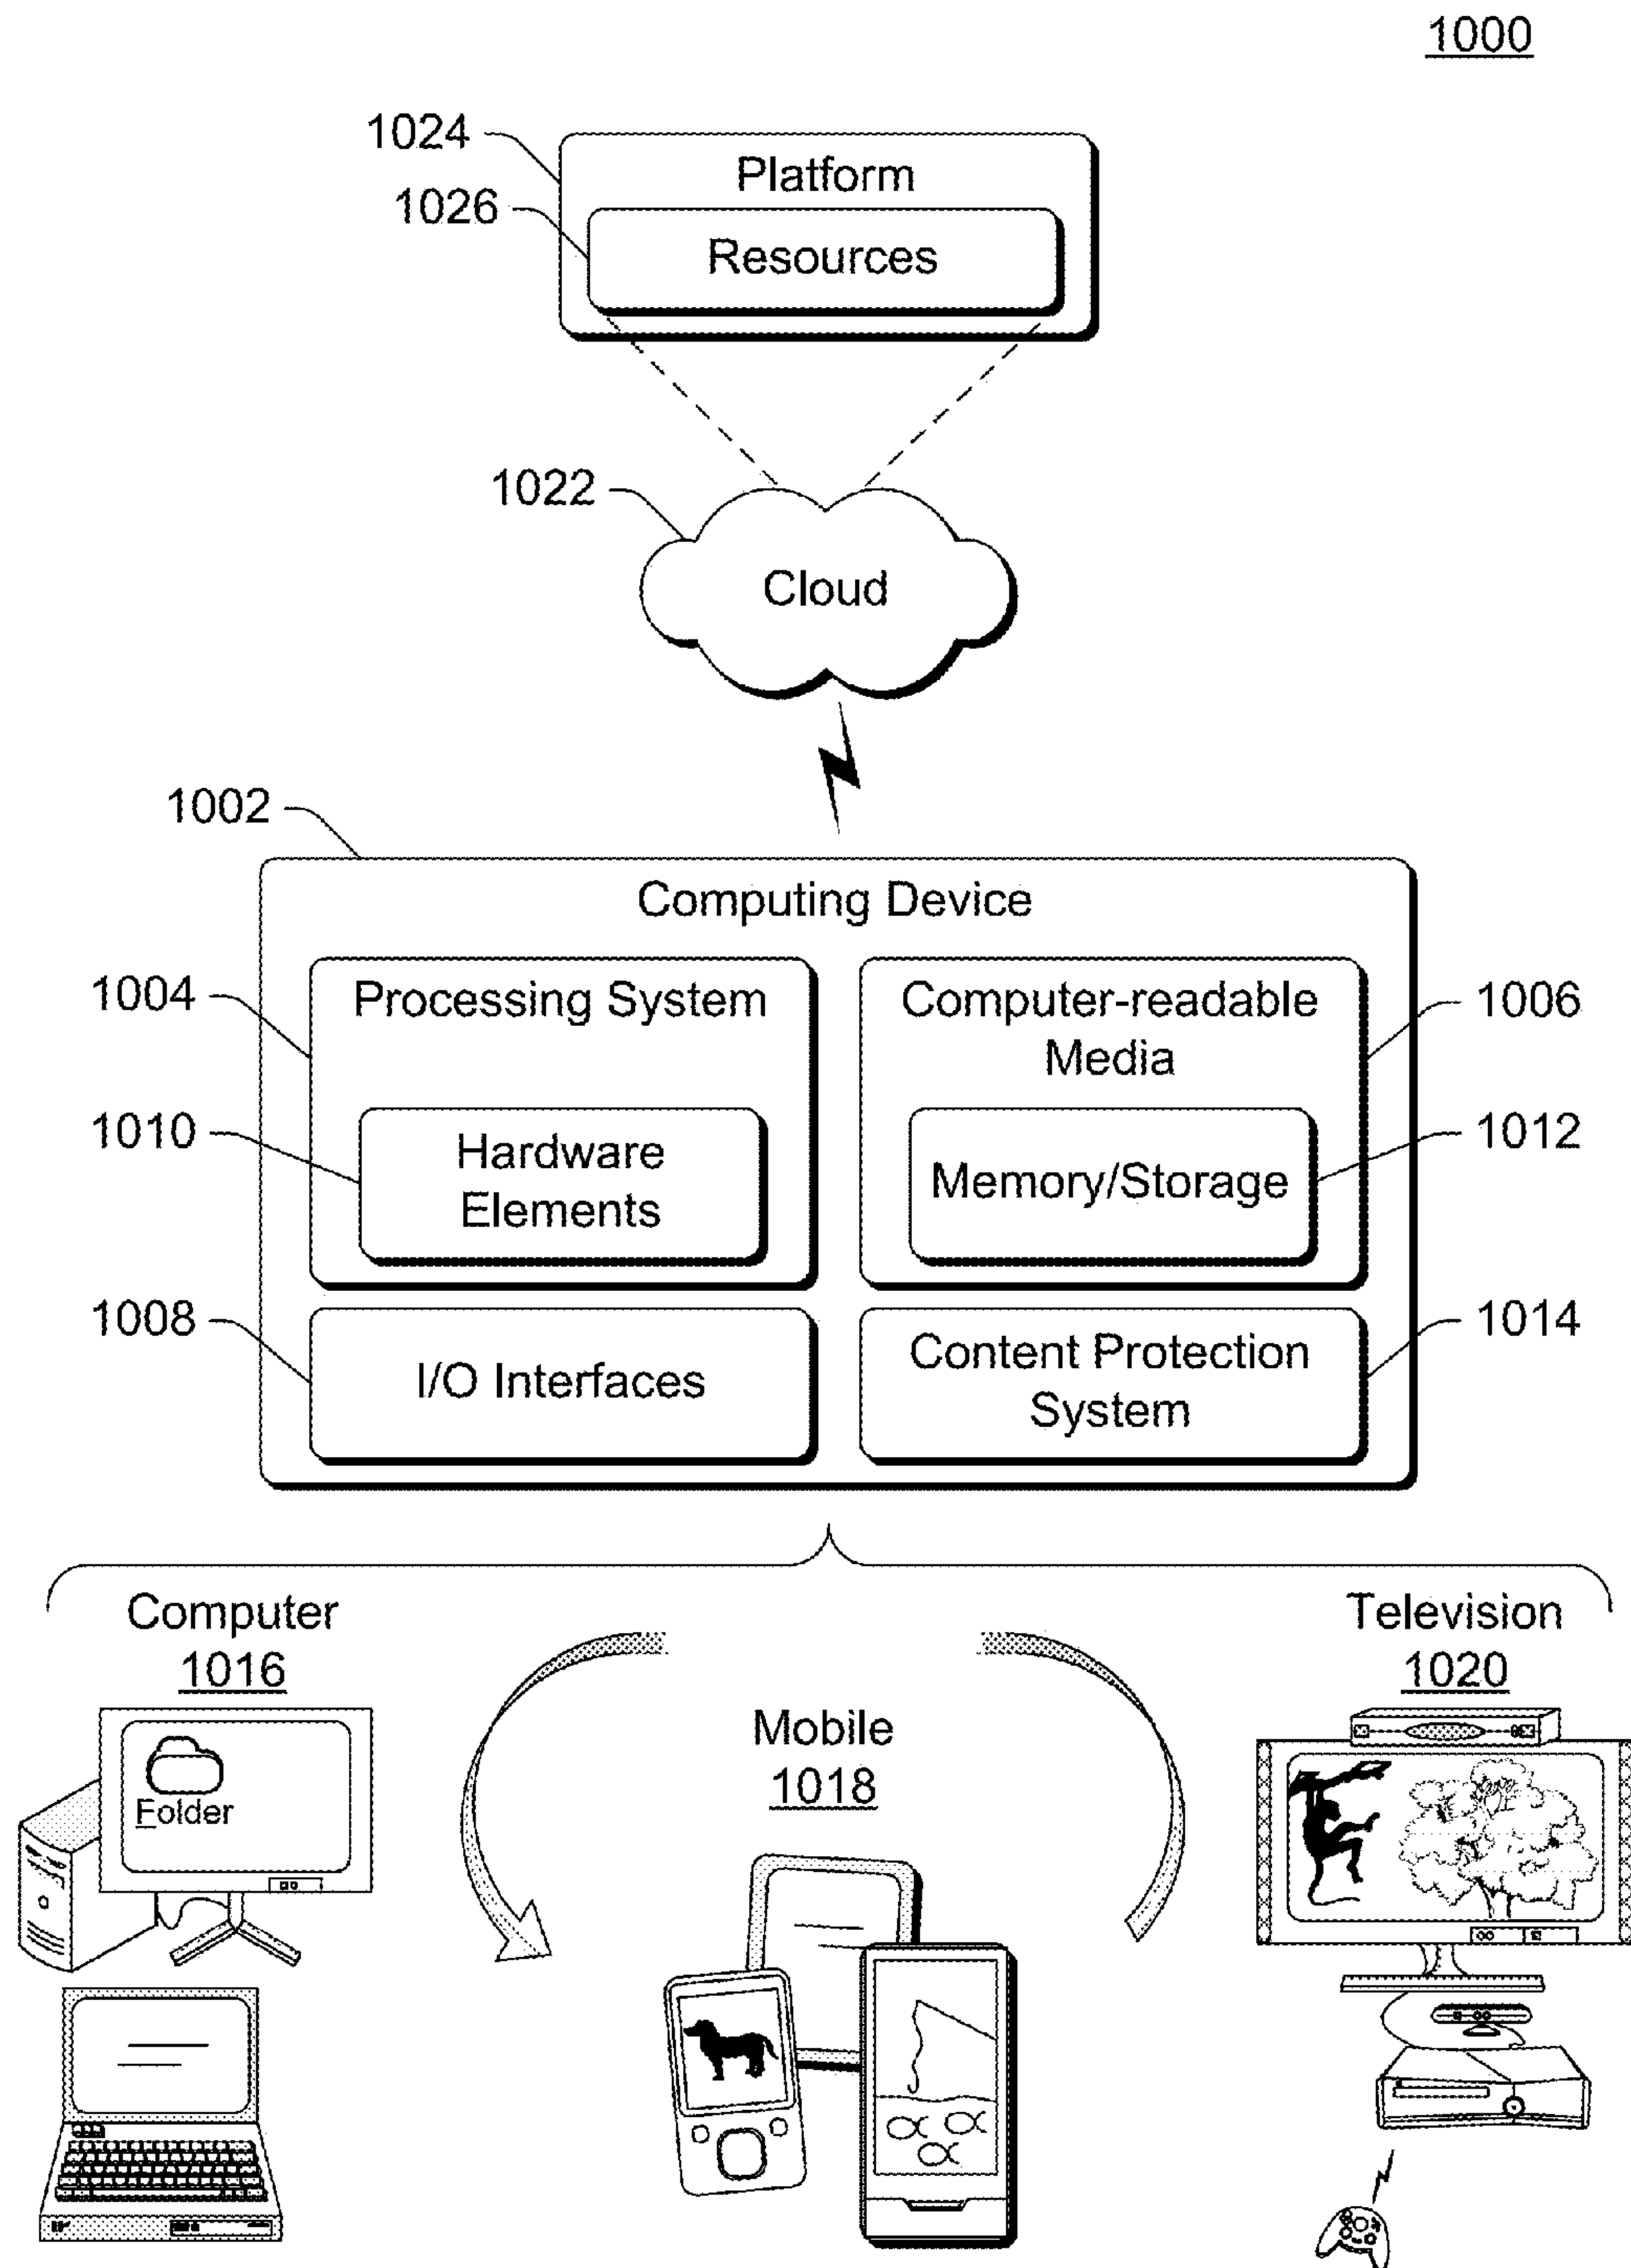 1000
1024
Platform
1026
Resources
1022
Cloud
1002
Computing Device
1004
Processing System
Computer-readable
Media
1006
1010
Hardware
Elements
Memory/Storage
1012
1008
I/O Interfaces
Content Protection
System
1014
Computer
1016
Television
1020
Mobile
1018
Folder